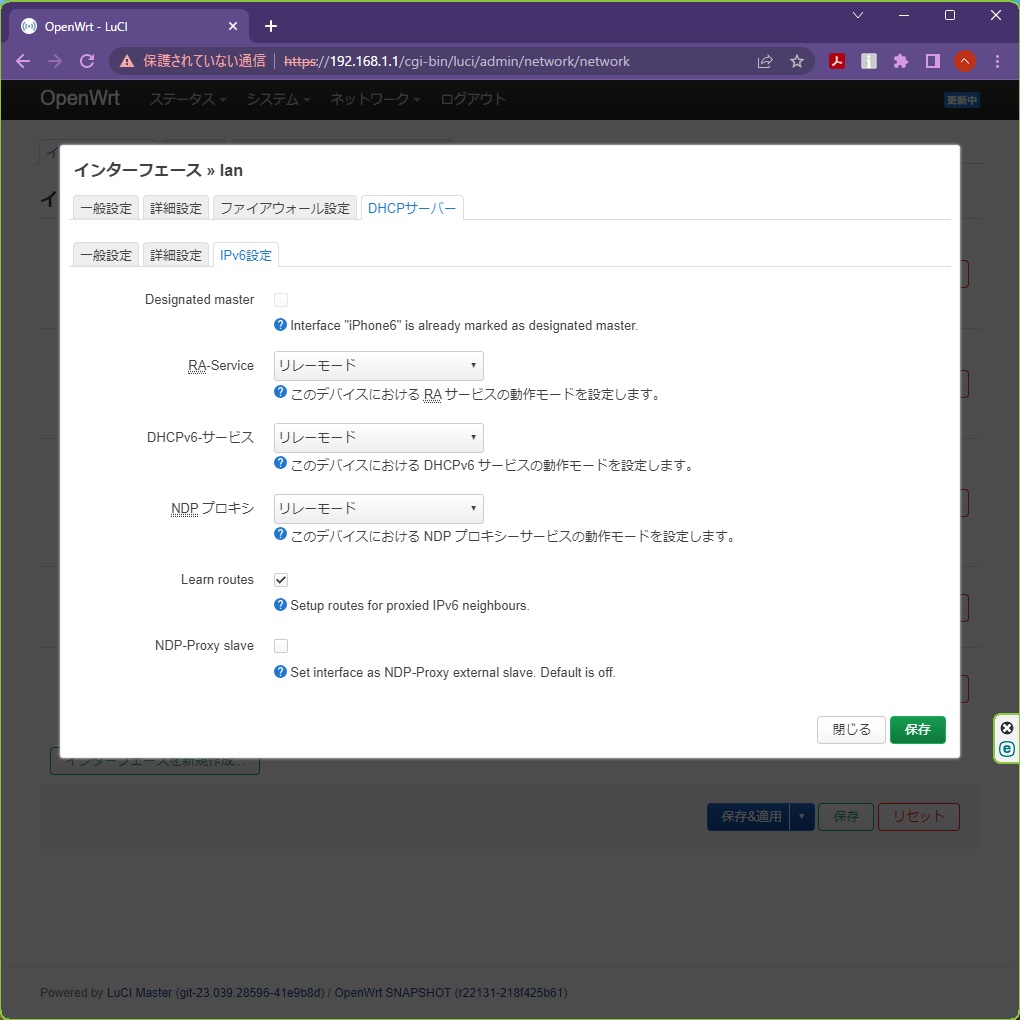 OpenWrt - LuCI
保護されていない通信 https://192.168.1.1/cgi-bin/luci/admin/network/network
OpenWrt ステータス システム ネットワーク ログアウト 更新中
インターフェース » lan
一般設定 詳細設定 ファイアウォール設定 DHCPサーバー
一般設定 詳細設定 IPv6設定
Designated master
Interface "iPhone6" is already marked as designated master.
RA-Service リレーモード
このデバイスにおける RA サービスの動作モードを設定します。
DHCPv6-サービス リレーモード
このデバイスにおける DHCPv6 サービスの動作モードを設定します。
NDP プロキシ リレーモード
このデバイスにおける NDP プロキシーサービスの動作モードを設定します。
Learn routes
Setup routes for proxied IPv6 neighbours.
NDP-Proxy slave
Set interface as NDP-Proxy external slave. Default is off.
閉じる 保存
インターフェースを新規作成...
保存&適用 保存 リセット
Powered by LuCI Master (git-23.039.28596-41e9b8d) / OpenWrt SNAPSHOT (r22131-218f425b61)